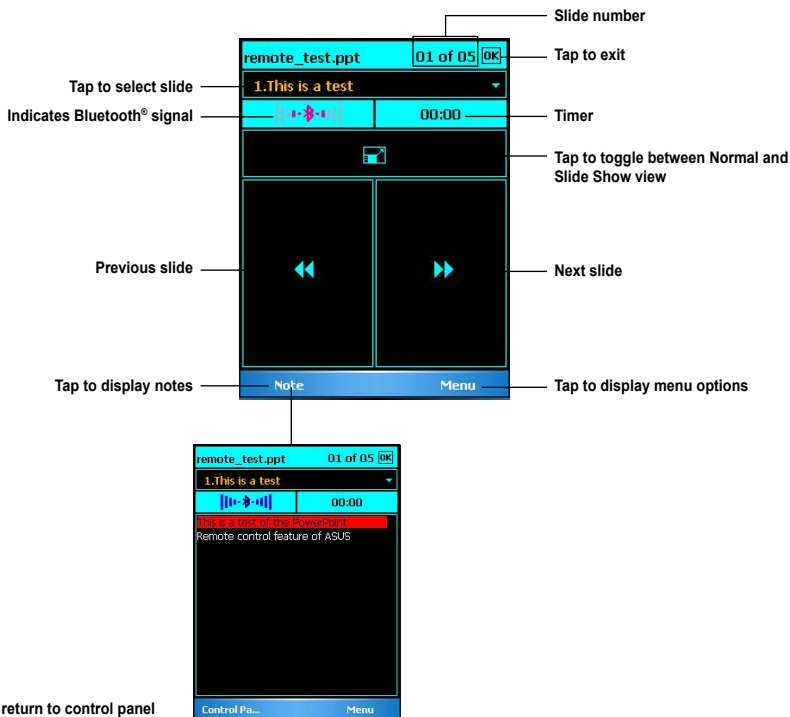 Slide number
remote_test.ppt 01 of 05 OK
Tap to exit
Tap to select slide
1.This is a test
Indicates Bluetooth® signal
00:00
Timer
Tap to toggle between Normal and
Slide Show view
Previous slide
Next slide
Tap to display notes
Note
Menu
Tap to display menu options
remote_test.ppt 01 of 05 OK
1.This is a test
00:00
This is a test of the PowerPoint
Remote control feature of ASUS
return to control panel
Control Pa...
Menu